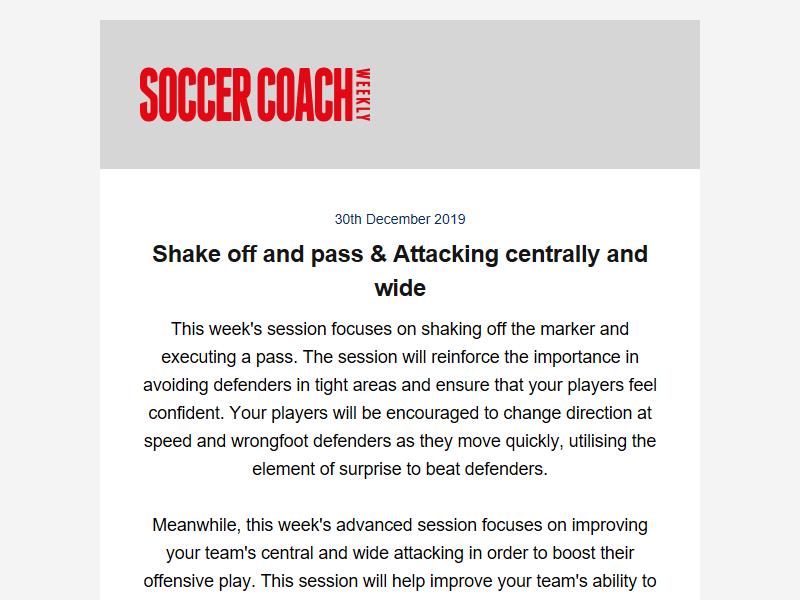 SOCCER COACH WEEKLY
30th December 2019
Shake off and pass & Attacking centrally and
wide
This week's session focuses on shaking off the marker and
executing a pass. The session will reinforce the importance in
avoiding defenders in tight areas and ensure that your players feel
confident. Your players will be encouraged to change direction at
speed and wrongfoot defenders as they move quickly, utilising the
element of surprise to beat defenders.
Meanwhile, this week's advanced session focuses on improving
your team's central and wide attacking in order to boost their
offensive play. This session will help improve your team's ability to